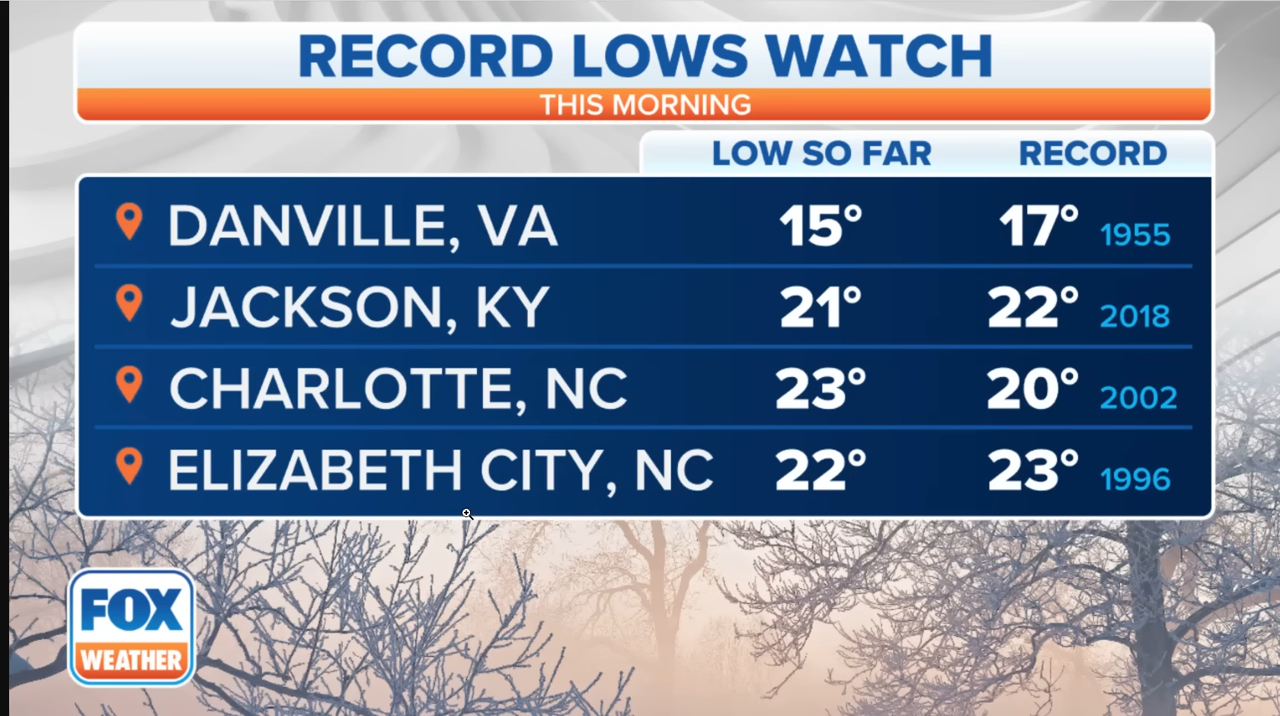 RECORD LOWS WATCH
THIS MORNING
LOW SO FAR RECORD
DANVILLE, VA 15° 17° 1955
JACKSON, KY 21° 22° 2018
CHARLOTTE, NC 23° 20° 2002
ELIZABETH CITY, NC 22° 23° 1996
FOX
WEATHER